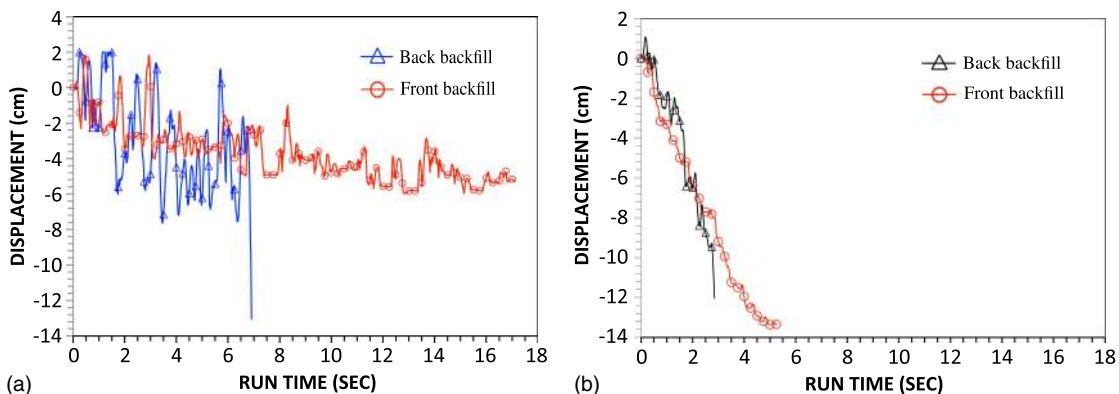 4
2
0
-2
-4
-6
-8
-10
-12
-14
DISPLACEMENT (cm)
Back backfill
Front backfill
0 2 4 6 8 10 12 14 16 18
RUN TIME (SEC)
(a)
2
0
-2
-4
-6
-8
-10
-12
-14
DISPLACEMENT (cm)
Back backfill
Front backfill
0 2 4 6 8 10 12 14 16 18
RUN TIME (SEC)
(b)